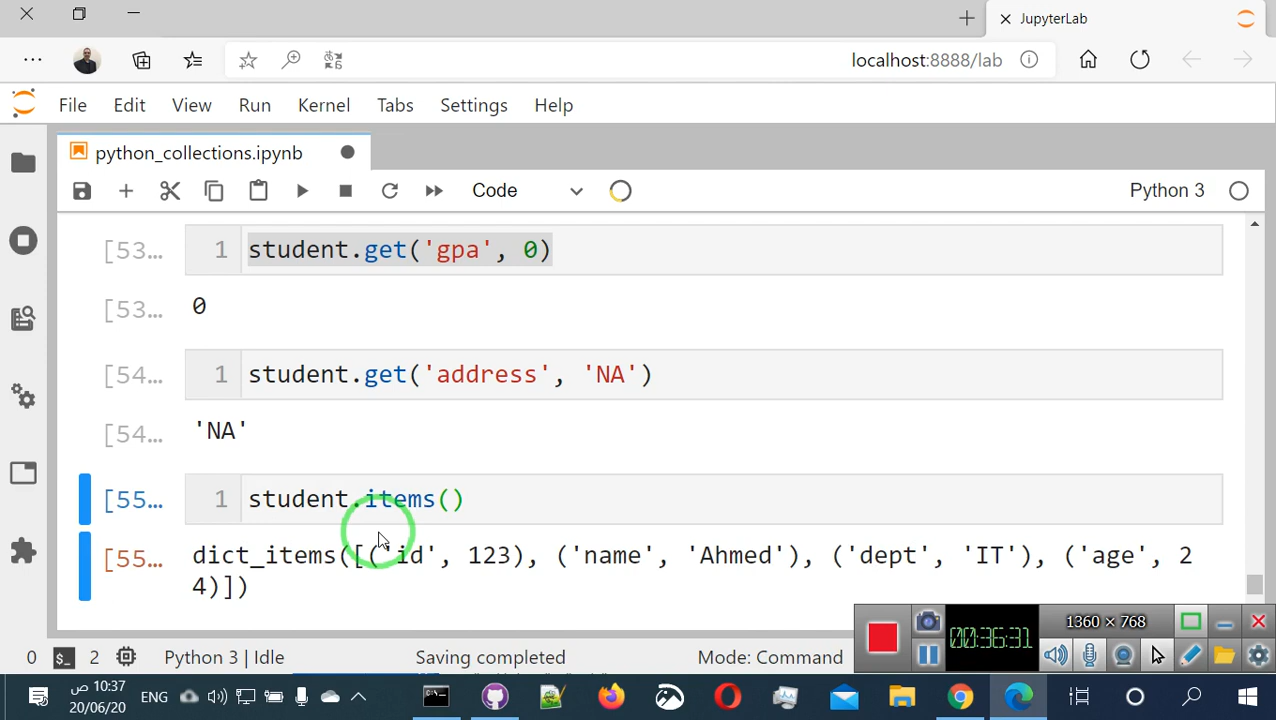 JupyterLab
localhost:8888/lab
File Edit View Run Kernel Tabs Settings Help
python_collections.ipynb
Code Python 3
[53… 1 student.get('gpa', 0)
[53… 0
[54… 1 student.get('address', 'NA')
[54… 'NA'
[55… 1 student.items()
[55… dict_items([('id', 123), ('name', 'Ahmed'), ('dept', 'IT'), ('age', 2
4)])
1360 × 768
00:36:31
0 2 Python 3 | Idle Saving completed Mode: Command
10:37 ص ENG
20/06/20